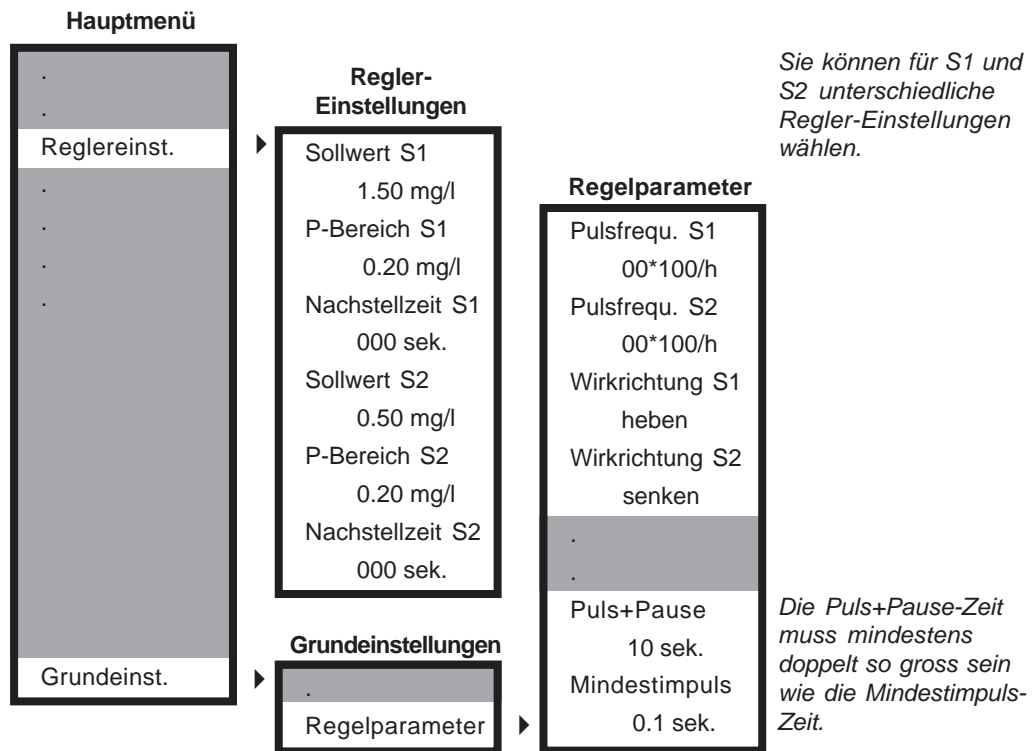 Hauptmenü
.
.
Reglereinst.
.
.
.
.
Grundeinst.
Regler-
Einstellungen
Sollwert S1
1.50 mg/l
P-Bereich S1
0.20 mg/l
Nachstellzeit S1
000 sek.
Sollwert S2
0.50 mg/l
P-Bereich S2
0.20 mg/l
Nachstellzeit S2
000 sek.
Grundeinstellungen
.
Regelparameter
Regelparameter
Pulsfrequ. S1
00*100/h
Pulsfrequ. S2
00*100/h
Wirkrichtung S1
heben
Wirkrichtung S2
senken
.
.
Puls+Pause
10 sek.
Mindestimpuls
0.1 sek.
Sie können für S1 und
S2 unterschiedliche
Regler-Einstellungen
wählen.
Die Puls+Pause-Zeit
muss mindestens
doppelt so gross sein
wie die Mindestimpuls-
Zeit.